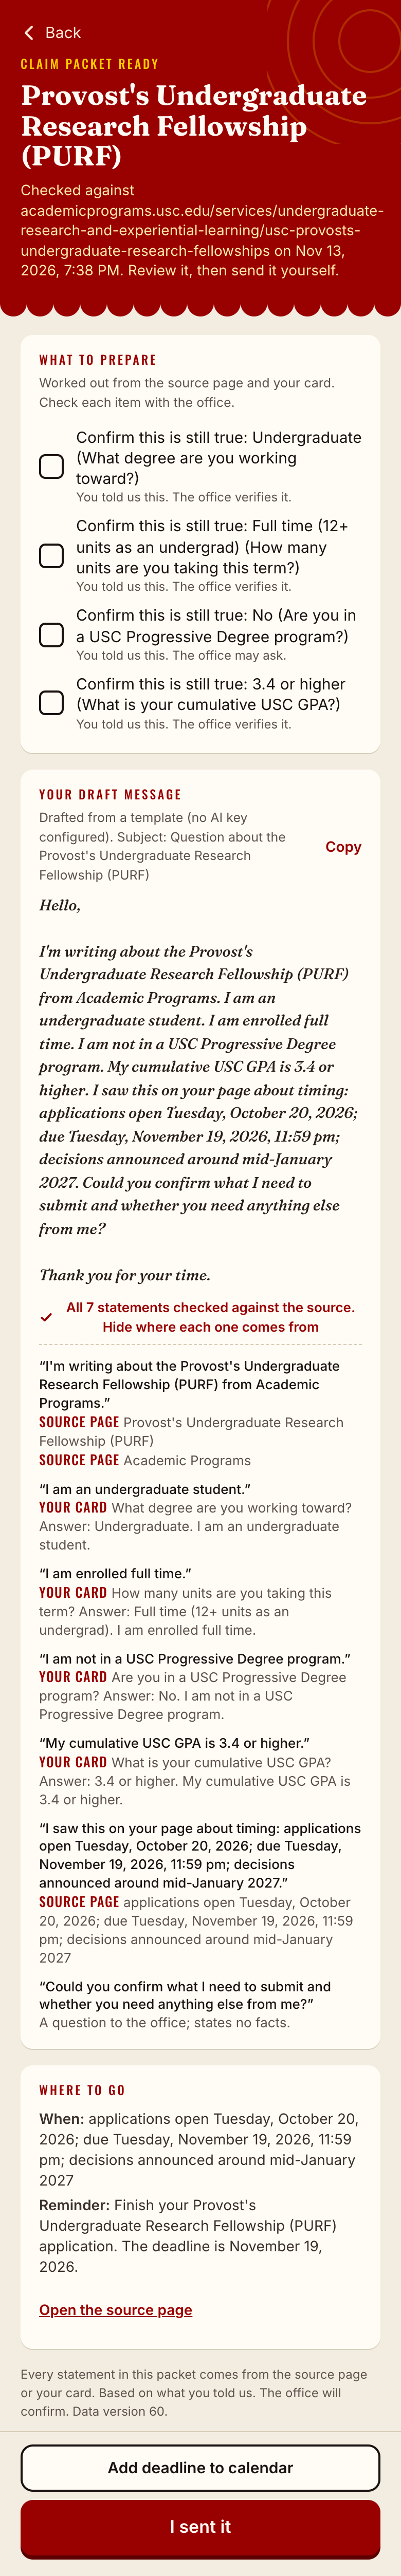 Back
CLAIM PACKET READY
Provost's Undergraduate
Research Fellowship
(PURF)
Checked against
academicprograms.usc.edu/services/undergraduate-
research-and-experiential-learning/usc-provosts-
undergraduate-research-fellowships on Nov 13,
2026, 7:38 PM. Review it, then send it yourself.
WHAT TO PREPARE
Worked out from the source page and your card.
Check each item with the office.
Confirm this is still true: Undergraduate
(What degree are you working
toward?)
You told us this. The office verifies it.
Confirm this is still true: Full time (12+
units as an undergrad) (How many
units are you taking this term?)
You told us this. The office verifies it.
Confirm this is still true: No (Are you in
a USC Progressive Degree program?)
You told us this. The office may ask.
Confirm this is still true: 3.4 or higher
(What is your cumulative USC GPA?)
You told us this. The office verifies it.
YOUR DRAFT MESSAGE
Drafted from a template (no AI key
configured). Subject: Question about the
Provost's Undergraduate Research
Fellowship (PURF)
Copy
Hello,
I'm writing about the Provost's
Undergraduate Research Fellowship (PURF)
from Academic Programs. I am an
undergraduate student. I am enrolled full
time. I am not in a USC Progressive Degree
program. My cumulative USC GPA is 3.4 or
higher. I saw this on your page about timing:
applications open Tuesday, October 20, 2026;
due Tuesday, November 19, 2026, 11:59 pm;
decisions announced around mid-January
2027. Could you confirm what I need to
submit and whether you need anything else
from me?
Thank you for your time.
All 7 statements checked against the source.
Hide where each one comes from
“I'm writing about the Provost's Undergraduate
Research Fellowship (PURF) from Academic
Programs.”
SOURCE PAGE Provost's Undergraduate Research
Fellowship (PURF)
SOURCE PAGE Academic Programs
“I am an undergraduate student.”
YOUR CARD What degree are you working toward?
Answer: Undergraduate. I am an undergraduate
student.
“I am enrolled full time.”
YOUR CARD How many units are you taking this
term? Answer: Full time (12+ units as an
undergrad). I am enrolled full time.
“I am not in a USC Progressive Degree program.”
YOUR CARD Are you in a USC Progressive Degree
program? Answer: No. I am not in a USC
Progressive Degree program.
“My cumulative USC GPA is 3.4 or higher.”
YOUR CARD What is your cumulative USC GPA?
Answer: 3.4 or higher. My cumulative USC GPA is
3.4 or higher.
“I saw this on your page about timing: applications
open Tuesday, October 20, 2026; due Tuesday,
November 19, 2026, 11:59 pm; decisions
announced around mid-January 2027.”
SOURCE PAGE applications open Tuesday, October
20, 2026; due Tuesday, November 19, 2026, 11:59
pm; decisions announced around mid-January
2027
“Could you confirm what I need to submit and
whether you need anything else from me?”
A question to the office; states no facts.
WHERE TO GO
When: applications open Tuesday, October 20,
2026; due Tuesday, November 19, 2026, 11:59
pm; decisions announced around mid-January
2027
Reminder: Finish your Provost's
Undergraduate Research Fellowship (PURF)
application. The deadline is November 19,
2026.
Open the source page
Every statement in this packet comes from the source page
or your card. Based on what you told us. The office will
confirm. Data version 60.
Add deadline to calendar
I sent it